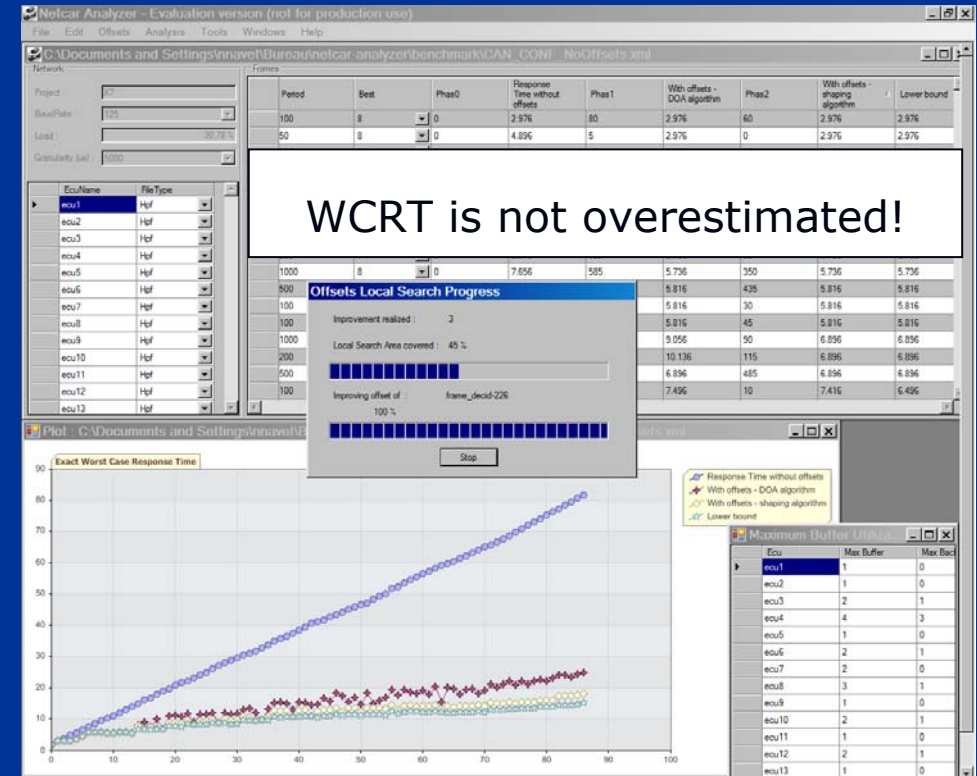 Netcar Analyzer - Evaluation version (not for production use)
File Edit Offsets Analysis Tools Windows Help
C:\Documents and Settings\nnavet\Bureau\netcar-analyzer\benchmark\CAN_CONF_NoOffsets.xml
Network
Project
BaudRate : 125
Load : 30,78 %
Granularity (us) : 5000
EcuName FileType
ecu1 Hpf
ecu2 Hpf
ecu3 Hpf
ecu4 Hpf
ecu5 Hpf
ecu6 Hpf
ecu7 Hpf
ecu8 Hpf
ecu9 Hpf
ecu10 Hpf
ecu11 Hpf
ecu12 Hpf
ecu13 Hpf
Frames
Period Best Phas0 Response Time without offsets Phas1 With offsets - DOA algorithm Phas2 With offsets - shaping algorithm Lower bound
100 8 0 2.976 80 2.976 60 2.976 2.976
50 8 0 4.896 5 2.976 0 2.976 2.976
WCRT is not overestimated!
1000 8 0 7.656 585 5.736 350 5.736 5.736
500 5.816 435 5.816 5.816
100 5.816 30 5.816 5.816
100 5.816 45 5.816 5.816
1000 9.056 50 6.896 6.896
200 10.136 115 6.896 6.896
500 6.896 485 6.896 6.896
100 7.496 10 7.416 6.496
Offsets Local Search Progress
Improvement realized : 3
Local Search Area covered : 45 %
Improving offset of : frame_decid-226
100 %
Stop
Plot : C:\Documents and Settings\nnavet\B
Exact Worst Case Response Time
90
80
70
60
50
40
30
20
10
0
0 10 20 30 40 50 60 70 80 90 100
Response Time without offsets
With offsets - DOA algorithm
With offsets - shaping algorithm
Lower bound
Maximum Buffer Utiliza...
Ecu Max Buffer Max Bac
ecu1 1 0
ecu2 1 0
ecu3 2 1
ecu4 4 3
ecu5 1 0
ecu6 2 1
ecu7 2 0
ecu8 3 1
ecu9 1 0
ecu10 2 1
ecu11 1 0
ecu12 2 1
ecu13 1 0